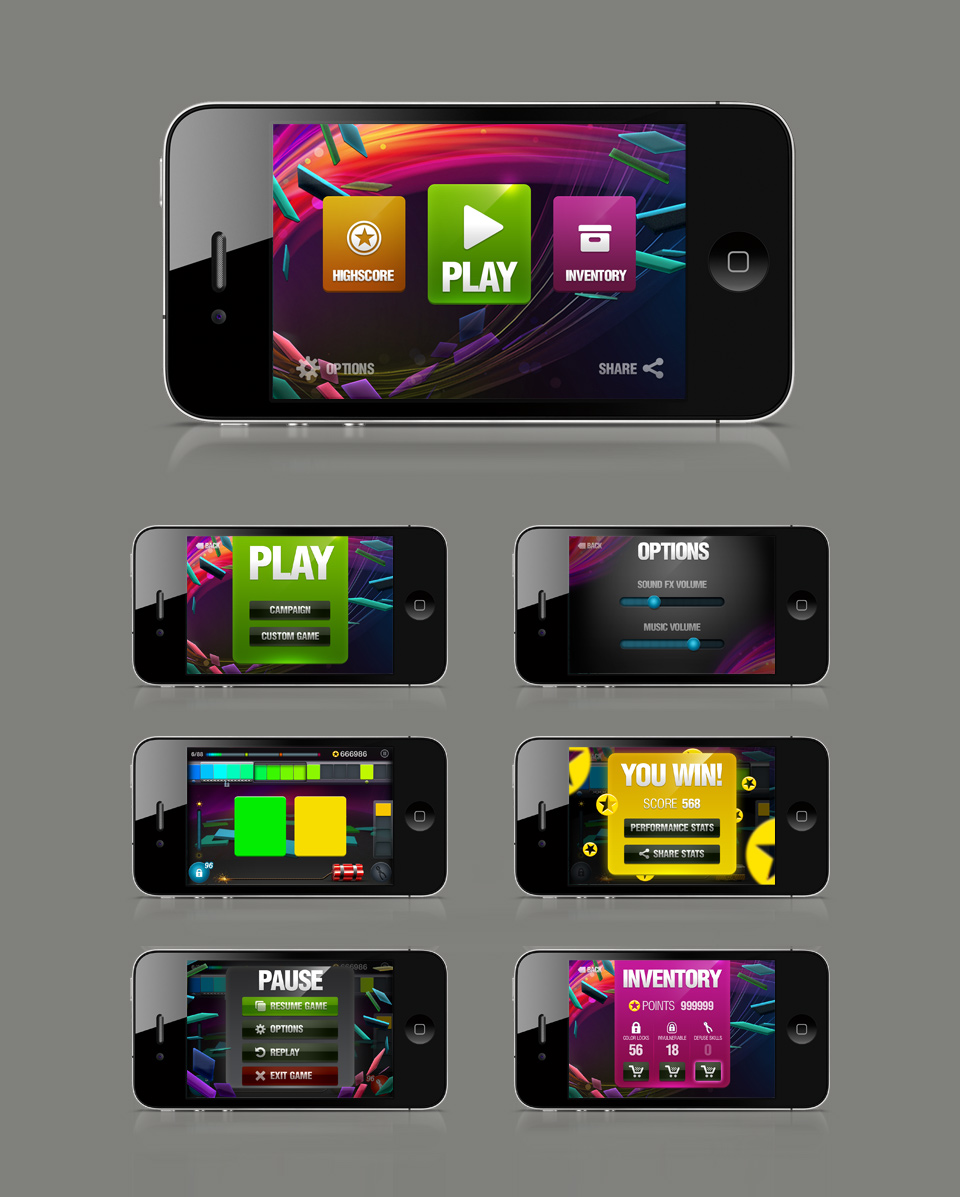 HIGHSCORE
PLAY
INVENTORY
OPTIONS
SHARE
BACK
PLAY
CAMPAIGN
CUSTOM GAME
BACK
OPTIONS
SOUND FX VOLUME
MUSIC VOLUME
6/88
666986
96
YOU WIN!
SCORE 568
PERFORMANCE STATS
SHARE STATS
666986
PAUSE
RESUME GAME
OPTIONS
REPLAY
EXIT GAME
96
BACK
INVENTORY
POINTS 999999
COLOR LOCKS INVULNERABLE DEFUSE SKILLS
56 18 0